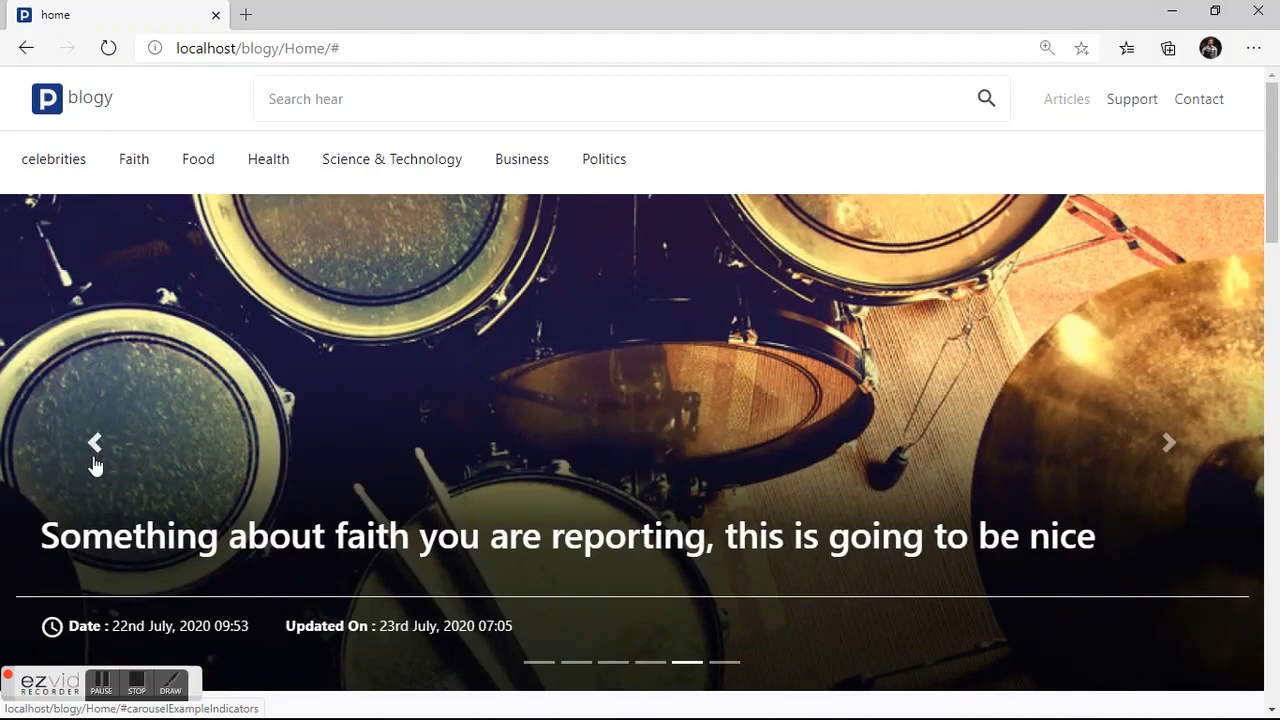 home
localhost/blogy/Home/#
P blogy
Search hear
Articles Support Contact
celebrities Faith Food Health Science & Technology Business Politics
Something about faith you are reporting, this is going to be nice
Date : 22nd July, 2020 09:53 Updated On : 23rd July, 2020 07:05
ezvid
RECORDER
PAUSE STOP DRAW
localhost/blogy/Home/#carouselExampleIndicators